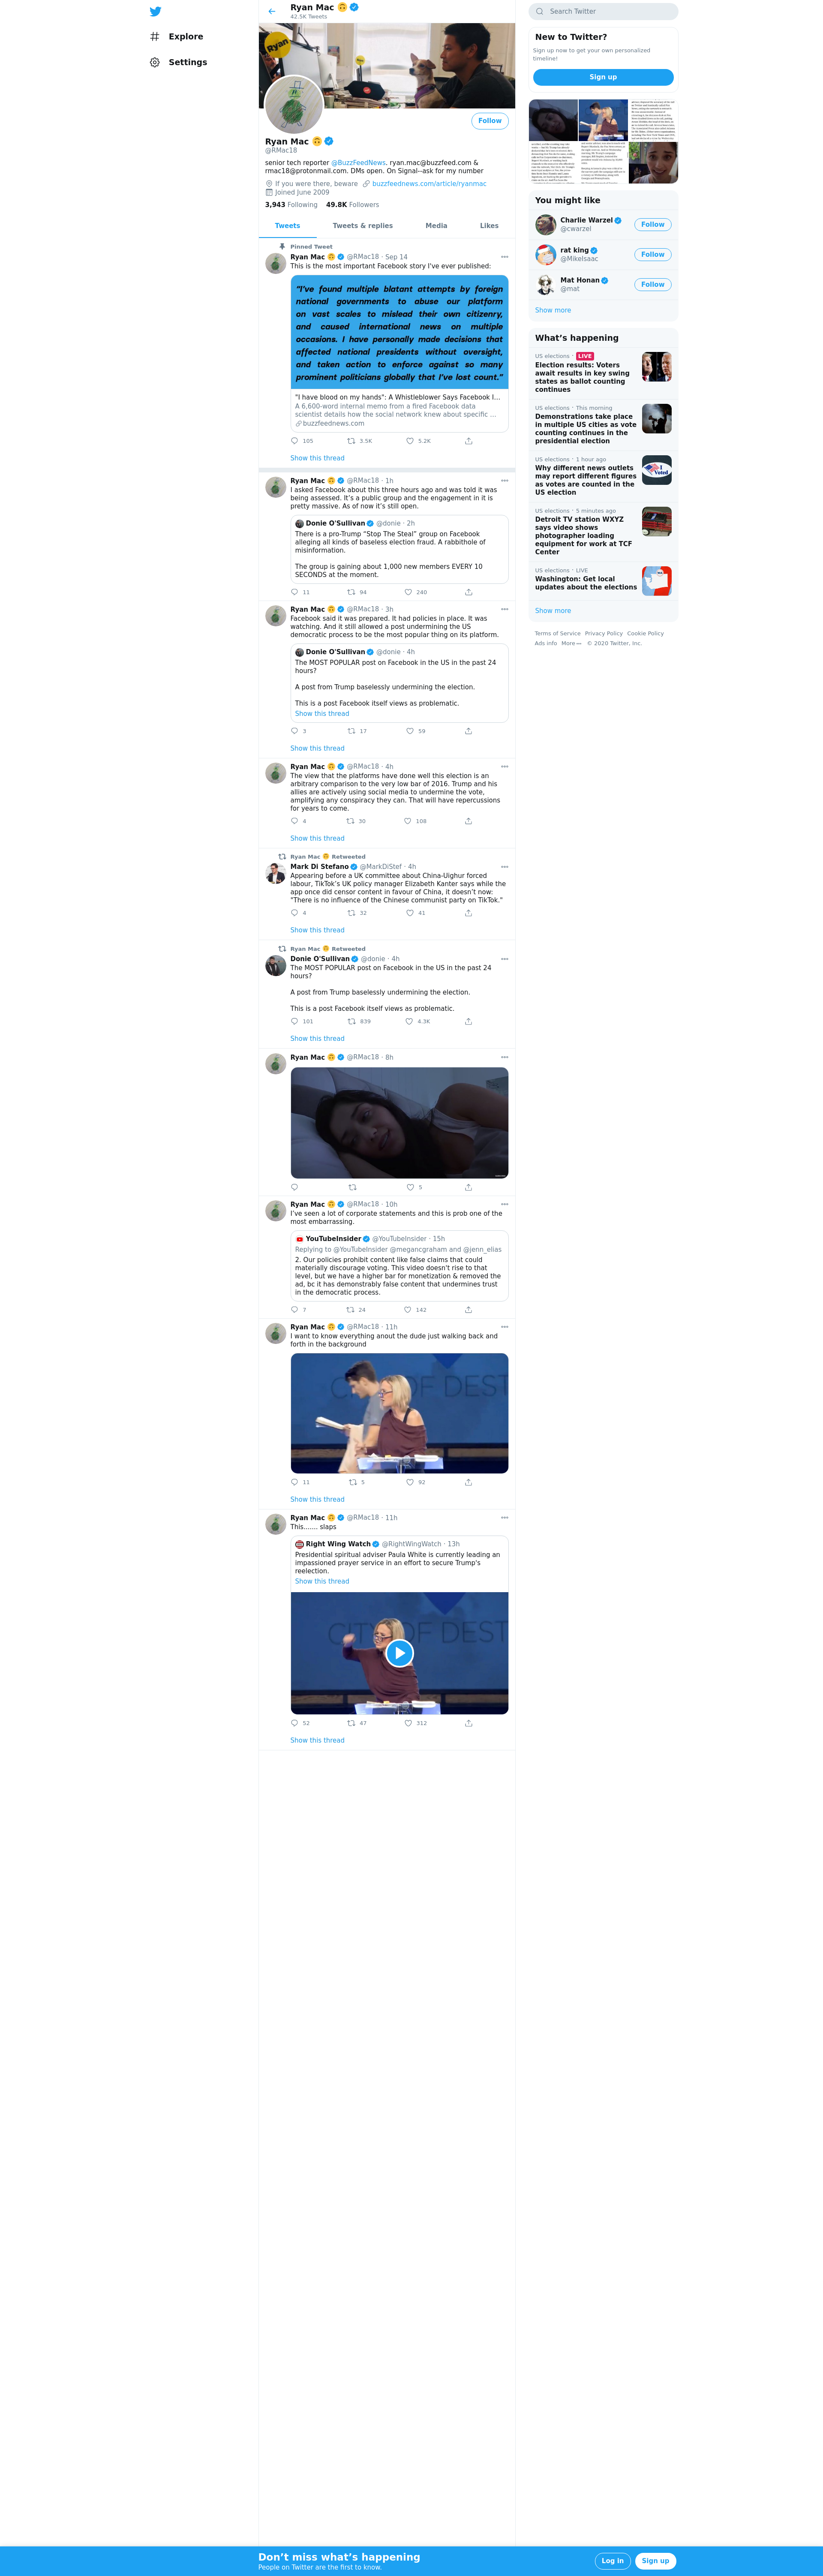 Explore
Settings
Ryan Mac 🙃
42.5K Tweets
Ryan
Follow
Ryan Mac 🙃
@RMac18
senior tech reporter @BuzzFeedNews. ryan.mac@buzzfeed.com &
rmac18@protonmail.com. DMs open. On Signal--ask for my number
If you were there, beware buzzfeednews.com/article/ryanmac
Joined June 2009
3,943 Following 49.8K Followers
Tweets Tweets & replies Media Likes
Pinned Tweet
Ryan Mac 🙃 @RMac18 · Sep 14
This is the most important Facebook story I've ever published:
"I've found multiple blatant attempts by foreign
national governments to abuse our platform
on vast scales to mislead their own citizenry,
and caused international news on multiple
occasions. I have personally made decisions that
affected national presidents without oversight,
and taken action to enforce against so many
prominent politicians globally that I've lost count."
"I have blood on my hands": A Whistleblower Says Facebook I...
A 6,600-word internal memo from a fired Facebook data
scientist details how the social network knew about specific ...
buzzfeednews.com
105 3.5K 5.2K
Show this thread
Ryan Mac 🙃 @RMac18 · 1h
I asked Facebook about this three hours ago and was told it was
being assessed. It's a public group and the engagement in it is
pretty massive. As of now it's still open.
Donie O'Sullivan @donie · 2h
There is a pro-Trump "Stop The Steal" group on Facebook
alleging all kinds of baseless election fraud. A rabbithole of
misinformation.
The group is gaining about 1,000 new members EVERY 10
SECONDS at the moment.
11 94 240
Ryan Mac 🙃 @RMac18 · 3h
Facebook said it was prepared. It had policies in place. It was
watching. And it still allowed a post undermining the US
democratic process to be the most popular thing on its platform.
Donie O'Sullivan @donie · 4h
The MOST POPULAR post on Facebook in the US in the past 24
hours?
A post from Trump baselessly undermining the election.
This is a post Facebook itself views as problematic.
Show this thread
3 17 59
Show this thread
Ryan Mac 🙃 @RMac18 · 4h
The view that the platforms have done well this election is an
arbitrary comparison to the very low bar of 2016. Trump and his
allies are actively using social media to undermine the vote,
amplifying any conspiracy they can. That will have repercussions
for years to come.
4 30 108
Show this thread
Ryan Mac 🙃 Retweeted
Mark Di Stefano @MarkDiStef · 4h
Appearing before a UK committee about China-Uighur forced
labour, TikTok's UK policy manager Elizabeth Kanter says while the
app once did censor content in favour of China, it doesn't now:
"There is no influence of the Chinese communist party on TikTok."
4 32 41
Show this thread
Ryan Mac 🙃 Retweeted
Donie O'Sullivan @donie · 4h
The MOST POPULAR post on Facebook in the US in the past 24
hours?
A post from Trump baselessly undermining the election.
This is a post Facebook itself views as problematic.
101 839 4.3K
Show this thread
Ryan Mac 🙃 @RMac18 · 8h
5
Ryan Mac 🙃 @RMac18 · 10h
I've seen a lot of corporate statements and this is prob one of the
most embarrassing.
YouTubeInsider @YouTubeInsider · 15h
Replying to @YouTubeInsider @megancgraham and @jenn_elias
2. Our policies prohibit content like false claims that could
materially discourage voting. This video doesn't rise to that
level, but we have a higher bar for monetization & removed the
ad, bc it has demonstrably false content that undermines trust
in the democratic process.
7 24 142
Ryan Mac 🙃 @RMac18 · 11h
I want to know everything anout the dude just walking back and
forth in the background
CITY OF DEST
11 5 92
Show this thread
Ryan Mac 🙃 @RMac18 · 11h
This....... slaps
Right Wing Watch @RightWingWatch · 13h
Presidential spiritual adviser Paula White is currently leading an
impassioned prayer service in an effort to secure Trump's
reelection.
Show this thread
CITY OF DEST
52 47 312
Show this thread
Search Twitter
New to Twitter?
Sign up now to get your own personalized
timeline!
Sign up
You might like
Charlie Warzel
@cwarzel
Follow
rat king
@MikeIsaac
Follow
Mat Honan
@mat
Follow
Show more
What's happening
US elections · LIVE
Election results: Voters
await results in key swing
states as ballot counting
continues
US elections · This morning
Demonstrations take place
in multiple US cities as vote
counting continues in the
presidential election
US elections · 1 hour ago
Why different news outlets
may report different figures
as votes are counted in the
US election
I Voted
US elections · 5 minutes ago
Detroit TV station WXYZ
says video shows
photographer loading
equipment for work at TCF
Center
US elections · LIVE
Washington: Get local
updates about the elections
Show more
Terms of Service Privacy Policy Cookie Policy
Ads info More © 2020 Twitter, Inc.
Don't miss what's happening
People on Twitter are the first to know.
Log in Sign up